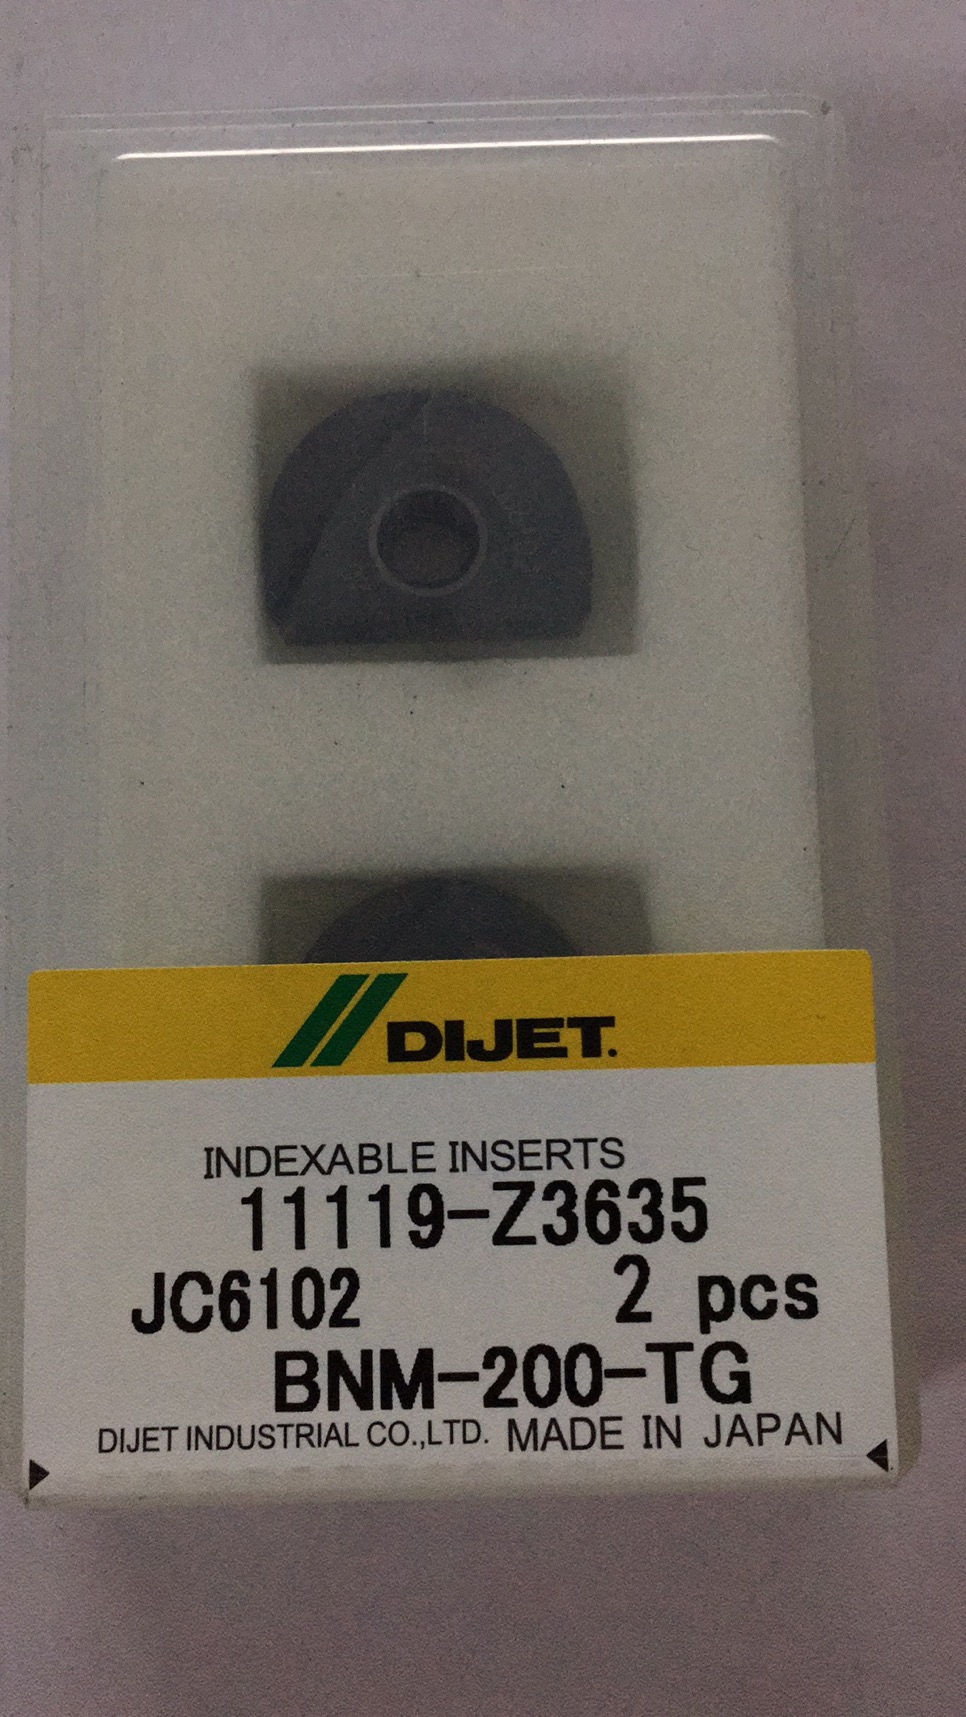 DIJET.
INDEXABLE INSERTS
11119-Z3635
JC6102 2 pcs
BNM-200-TG
DIJET INDUSTRIAL CO.,LTD. MADE IN JAPAN